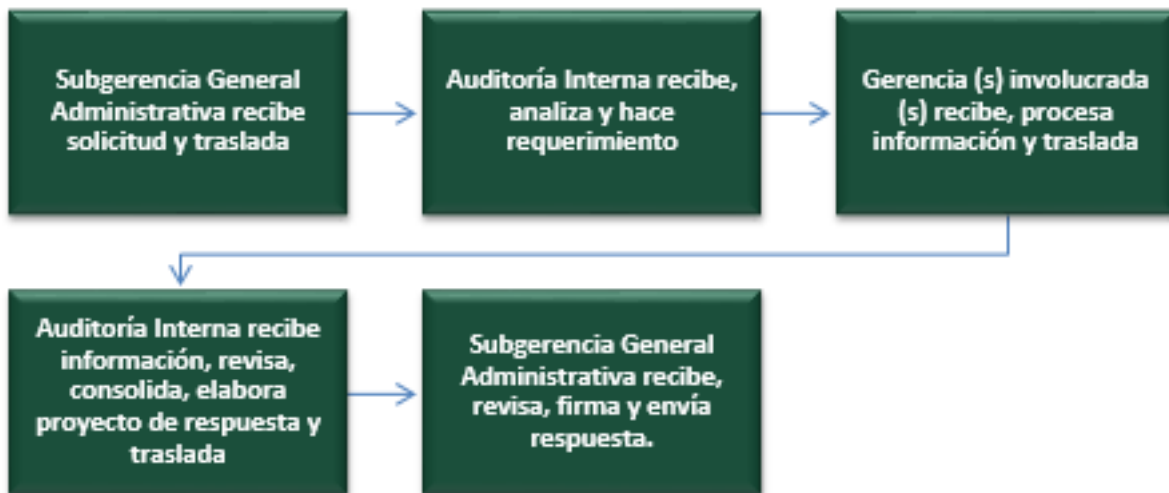 Subgerencia General
Administrativa recibe
solicitud y traslada
Auditoría Interna recibe,
analiza y hace
requerimiento
Gerencia (s) involucrada
(s) recibe, procesa
información y traslada
Auditoría Interna recibe
información, revisa,
consolida, elabora
proyecto de respuesta y
traslada
Subgerencia General
Administrativa recibe,
revisa, firma y envía
respuesta.